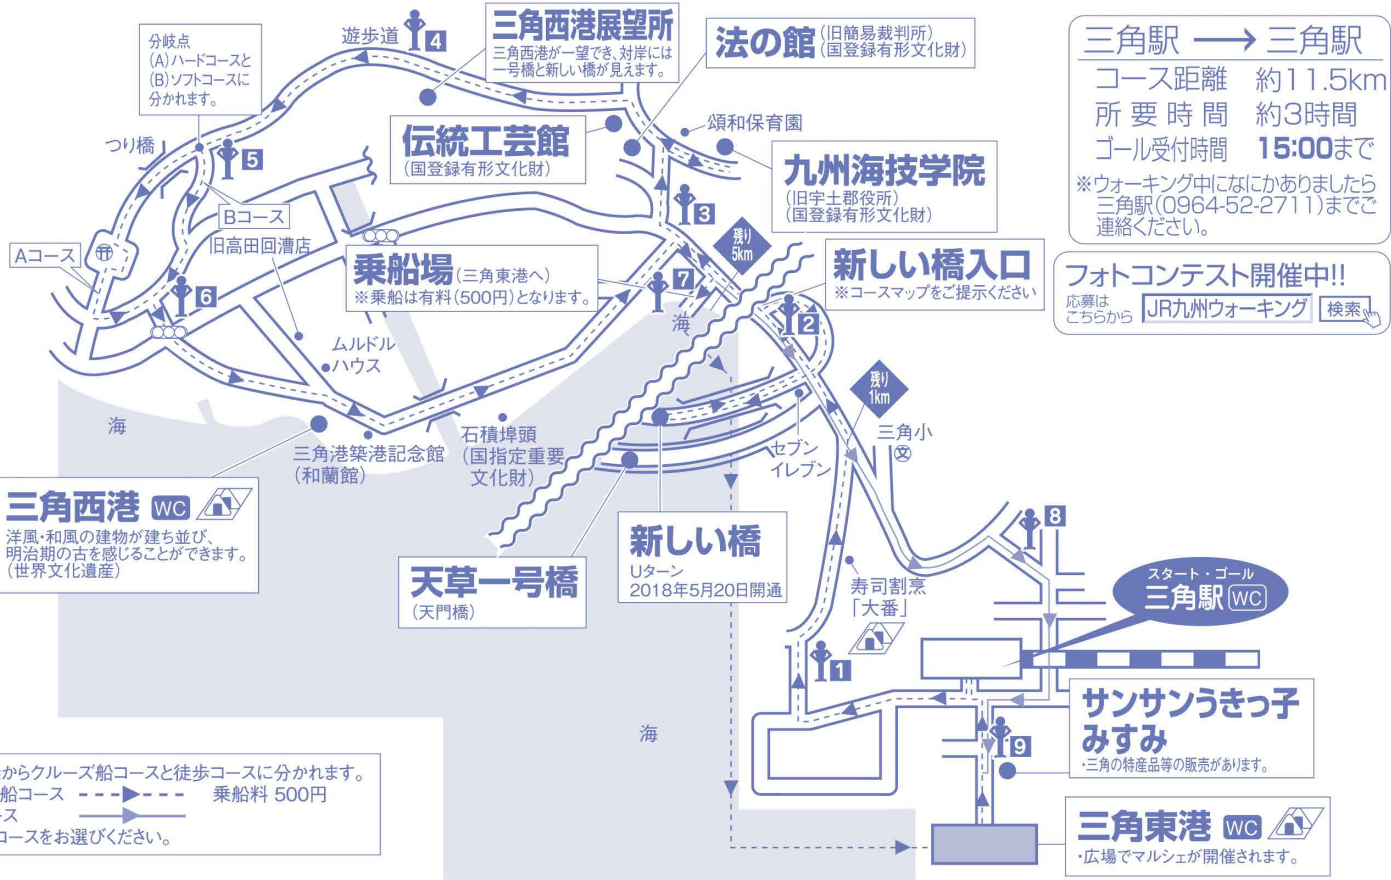 三角駅 → 三角駅
コース距離 約11.5km
所要時間 約3時間
ゴール受付時間 15:00まで
※ウォーキング中になにかありましたら
三角駅(0964-52-2711)までご
連絡ください。
フォトコンテスト開催中!!
応募は
こちらから
JR九州ウォーキング 検索
分岐点
(A)ハードコースと
(B)ソフトコースに
分かれます。
遊歩道
4
三角西港展望所
三角西港が一望でき、対岸には
一号橋と新しい橋が見えます。
法の館(旧簡易裁判所)
(国登録有形文化財)
つり橋
5
伝統工芸館
(国登録有形文化財)
頌和保育園
九州海技学院
(旧宇土郡役所)
(国登録有形文化財)
3
Bコース
Aコース
旧高田回漕店
乗船場(三角東港へ)
※乗船は有料(500円)となります。
7
残り
5km
新しい橋入口
※コースマップをご提示ください
6
海
2
ムルドル
ハウス
残り
1km
海
三角港築港記念館
(和蘭館)
石積埠頭
(国指定重要
文化財)
セブン
イレブン
三角小
文
三角西港 WC
洋風・和風の建物が建ち並び、
明治期の古を感じることができます。
(世界文化遺産)
天草一号橋
(天門橋)
新しい橋
Uターン
2018年5月20日開通
8
寿司割烹
「大番」
スタート・ゴール
三角駅 WC
1
サンサンうきっ子
みすみ
・三角の特産品等の販売があります。
9
海
からクルーズ船コースと徒歩コースに分かれます。
船コース 乗船料 500円
ース
コースをお選びください。
三角東港 WC
・広場でマルシェが開催されます。